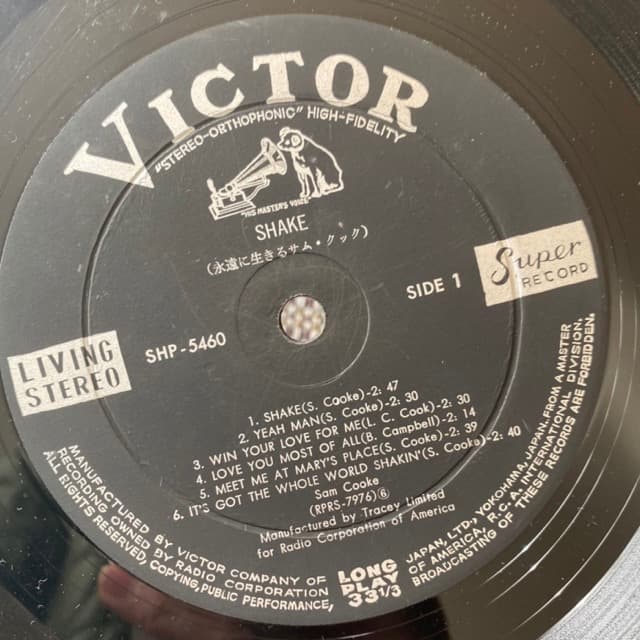 VICTOR
"STEREO-ORTHOPHONIC" HIGH-FIDELITY
"HIS MASTER'S VOICE"
SHAKE
(永遠に生きるサム・クック)
SIDE 1
Super
RECORD
LIVING
STEREO
SHP-5460
1. SHAKE(S. Cooke)-2: 47
2. YEAH MAN(S. Cooke)-2: 30
3. WIN YOUR LOVE FOR ME(L. C. Cook)-2: 30
4. LOVE YOU MOST OF ALL(B. Campbell)-2: 14
5. MEET ME AT MARY'S PLACE(S. Cooke)-2: 39
6. IT'S GOT THE WHOLE WORLD SHAKIN'(S. Cooke)-2: 40
Sam Cooke
(RPRS-7976)⑥
Manufactured by Tracey Limited
for Radio Corporation of America
MANUFACTURED BY VICTOR COMPANY OF JAPAN, LTD., YOKOHAMA, JAPAN, FROM A MASTER
RECORDING OWNED BY RADIO CORPORATION OF AMERICA, R.C.A. INTERNATIONAL DIVISION,
ALL RIGHTS RESERVED, COPYING, PUBLIC PERFORMANCE, BROADCASTING OF THESE RECORDS ARE FORBIDDEN.
LONG
PLAY
33 1/3